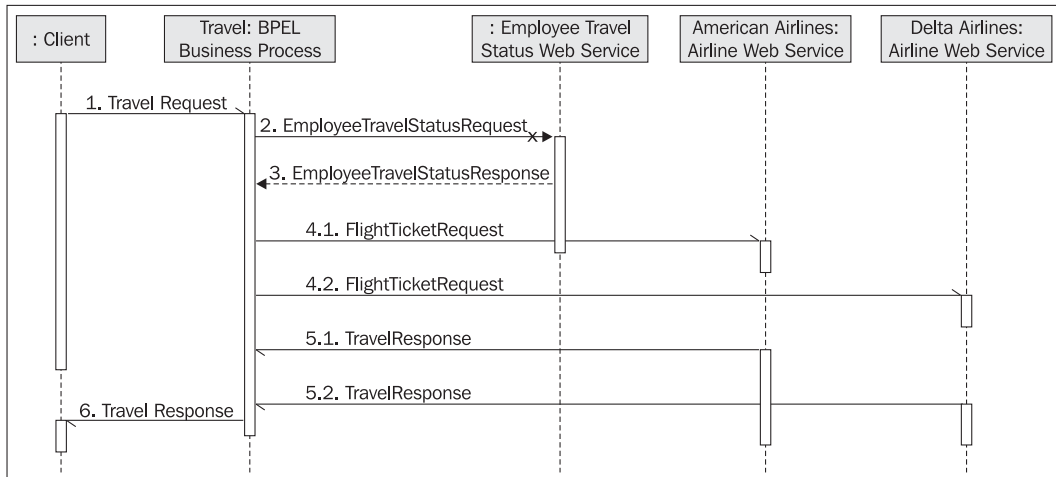 : Client
Travel: BPEL
Business Process
: Employee Travel
Status Web Service
American Airlines:
Airline Web Service
Delta Airlines:
Airline Web Service
1. Travel Request
2. EmployeeTravelStatusRequest
3. EmployeeTravelStatusResponse
4.1. FlightTicketRequest
4.2. FlightTicketRequest
5.1. TravelResponse
5.2. TravelResponse
6. Travel Response